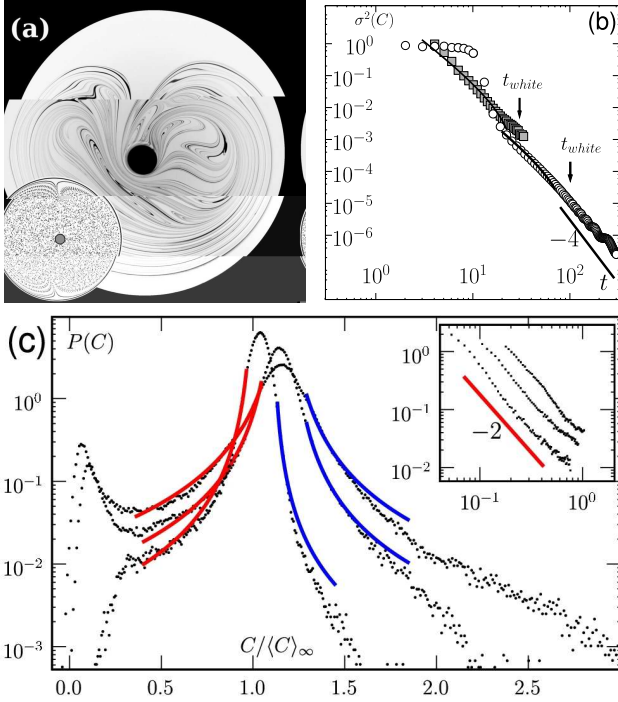 (a)
(b)
σ²(C)
10⁰
10⁻¹
10⁻²
10⁻³
10⁻⁴
10⁻⁵
10⁻⁶
t_white
t_white
−4
t
10⁰ 10¹ 10²
(c)
P(C)
10⁰
10⁻¹
10⁻²
10⁻³
C/⟨C⟩∞
0.0 0.5 1.0 1.5 2.0 2.5
10⁰
10⁻¹
10⁻²
−2
10⁻¹ 10⁰